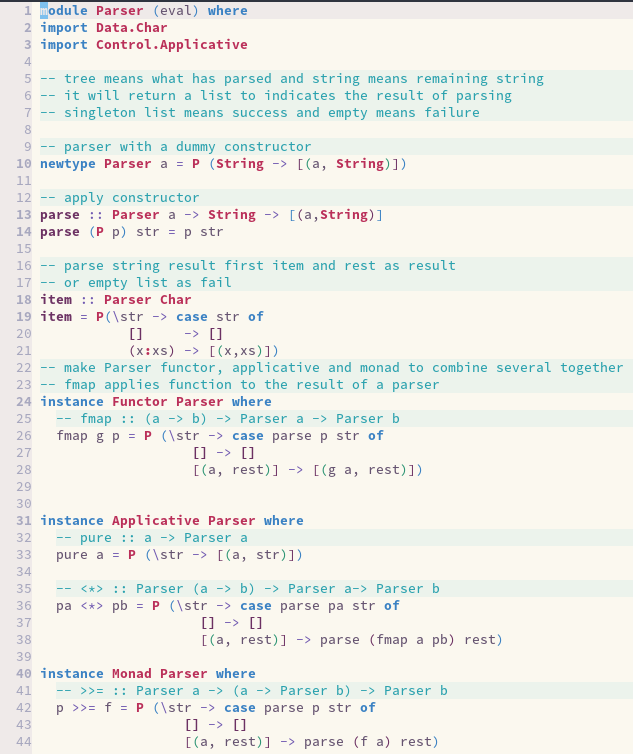 1 module Parser (eval) where
2 import Data.Char
3 import Control.Applicative
4
5 -- tree means what has parsed and string means remaining string
6 -- it will return a list to indicates the result of parsing
7 -- singleton list means success and empty means failure
8
9 -- parser with a dummy constructor
10 newtype Parser a = P (String -> [(a, String)])
11
12 -- apply constructor
13 parse :: Parser a -> String -> [(a,String)]
14 parse (P p) str = p str
15
16 -- parse string result first item and rest as result
17 -- or empty list as fail
18 item :: Parser Char
19 item = P(\str -> case str of
20            []     -> []
21            (x:xs) -> [(x,xs)])
22 -- make Parser functor, applicative and monad to combine several together
23 -- fmap applies function to the result of a parser
24 instance Functor Parser where
25   -- fmap :: (a -> b) -> Parser a -> Parser b
26   fmap g p = P (\str -> case parse p str of
27                    [] -> []
28                    [(a, rest)] -> [(g a, rest)])
29
30
31 instance Applicative Parser where
32   -- pure :: a -> Parser a
33   pure a = P (\str -> [(a, str)])
34
35   -- <*> :: Parser (a -> b) -> Parser a-> Parser b
36   pa <*> pb = P (\str -> case parse pa str of
37                     [] -> []
38                     [(a, rest)] -> parse (fmap a pb) rest)
39
40 instance Monad Parser where
41   -- >>= :: Parser a -> (a -> Parser b) -> Parser b
42   p >>= f = P (\str -> case parse p str of
43                   [] -> []
44                   [(a, rest)] -> parse (f a) rest)